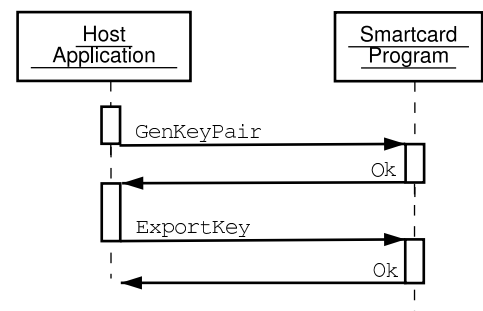 Host
Application
Smartcard
Program
GenKeyPair
Ok
ExportKey
Ok